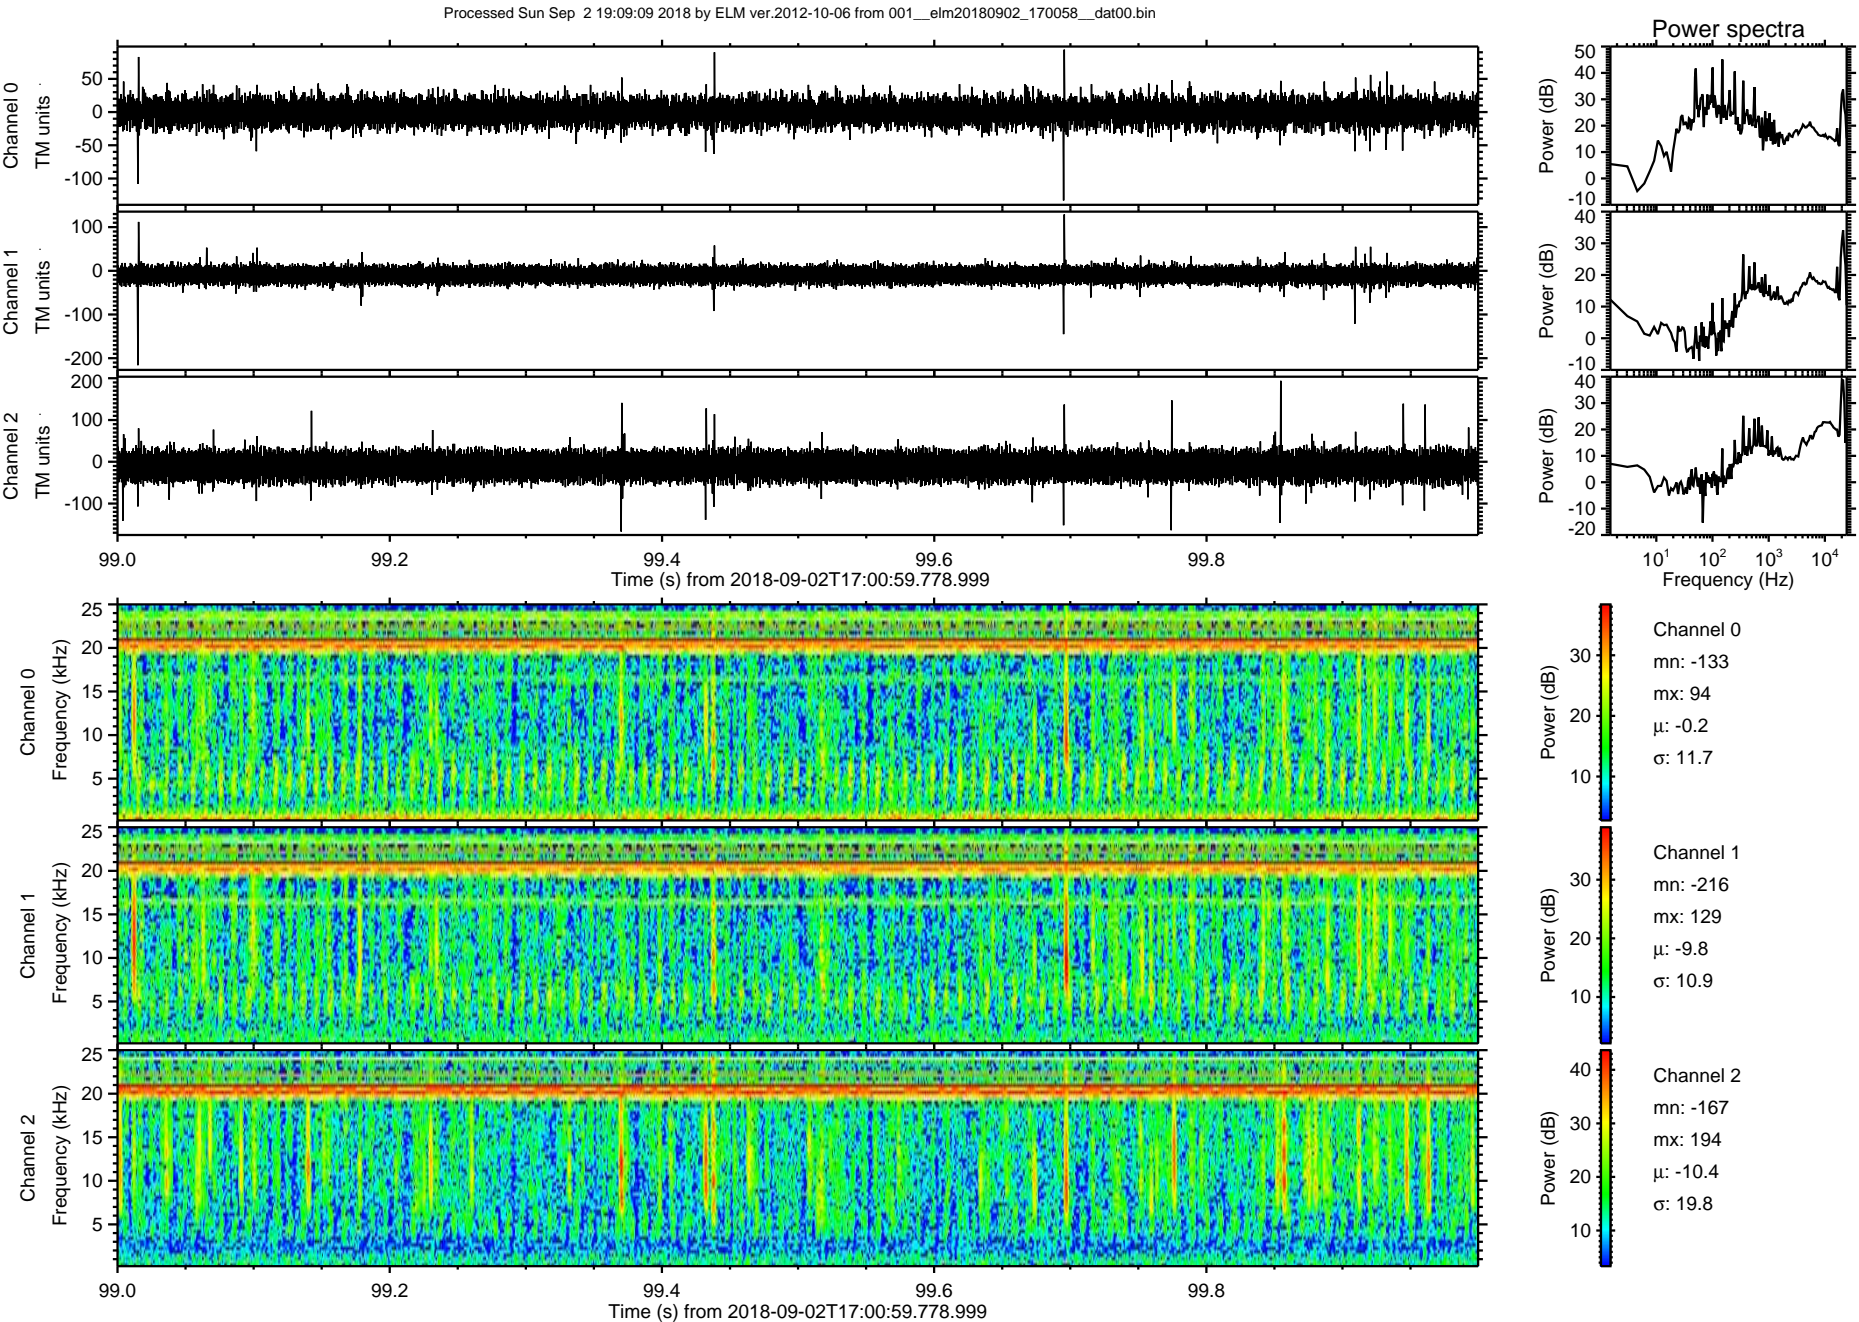 Processed Sun Sep  2 19:09:09 2018 by ELM ver.2012-10-06 from 001__elm20180902_170058__dat00.bin
Power spectra
Channel 0
TM units
50
0
-50
-100
Power (dB)
50
40
30
20
10
0
-10
Channel 1
TM units
100
0
-100
-200
Power (dB)
40
30
20
10
0
-10
Channel 2
TM units
200
100
0
-100
Power (dB)
40
30
20
10
0
-10
-20
99.0 99.2 99.4 99.6 99.8
Time (s) from 2018-09-02T17:00:59.778.999
10^1 10^2 10^3 10^4
Frequency (Hz)
Channel 0
Frequency (kHz)
25
20
15
10
5
Power (dB)
30
20
10
Channel 0
mn: -133
mx: 94
μ: -0.2
σ: 11.7
Channel 1
Frequency (kHz)
25
20
15
10
5
Power (dB)
30
20
10
Channel 1
mn: -216
mx: 129
μ: -9.8
σ: 10.9
Channel 2
Frequency (kHz)
25
20
15
10
5
Power (dB)
40
30
20
10
Channel 2
mn: -167
mx: 194
μ: -10.4
σ: 19.8
99.0 99.2 99.4 99.6 99.8
Time (s) from 2018-09-02T17:00:59.778.999